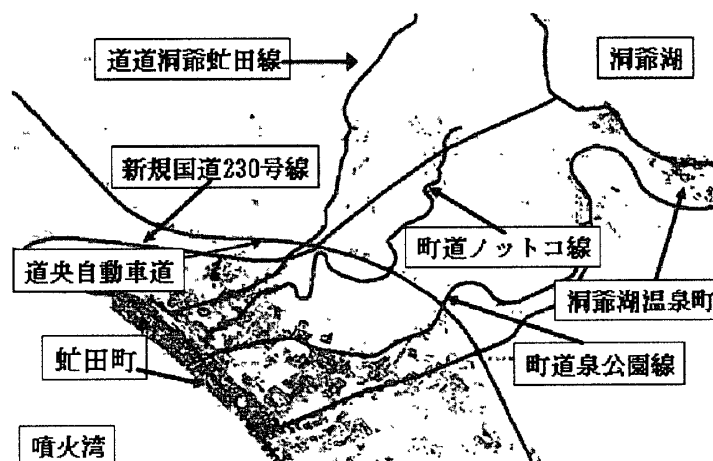 道道洞爺虻田線
洞爺湖
新規国道230号線
町道ノットコ線
道央自動車道
洞爺湖温泉町
虻田町
町道泉公園線
噴火湾